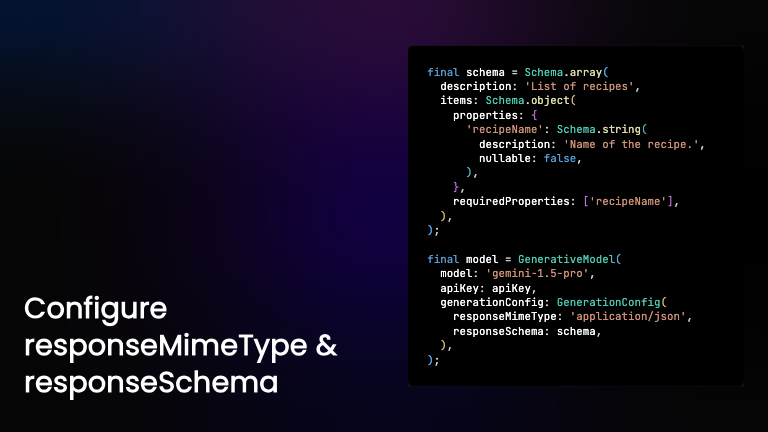 Configure
responseMimeType &
responseSchema
final schema = Schema.array(
  description: 'List of recipes',
  items: Schema.object(
    properties: {
      'recipeName': Schema.string(
        description: 'Name of the recipe.',
        nullable: false,
      ),
    },
    requiredProperties: ['recipeName'],
  ),
);
final model = GenerativeModel(
  model: 'gemini-1.5-pro',
  apiKey: apiKey,
  generationConfig: GenerationConfig(
    responseMimeType: 'application/json',
    responseSchema: schema,
  ),
);